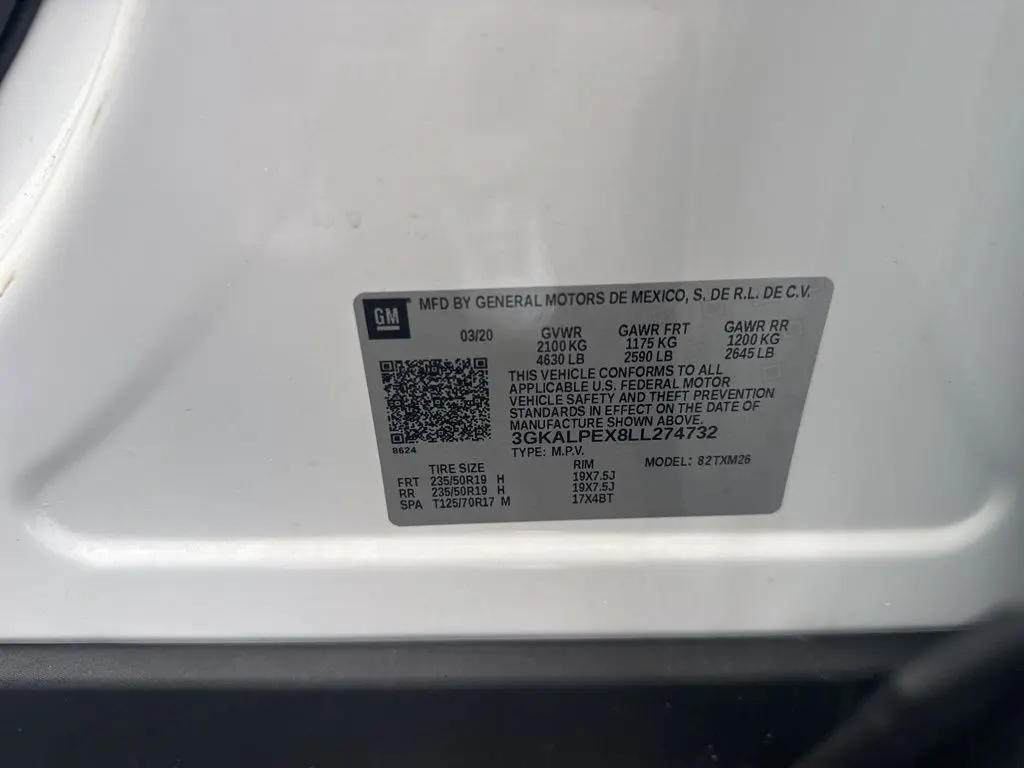 GM
MFD BY GENERAL MOTORS DE MEXICO, S. DE R.L. DE C.V.
03/20 GVWR GAWR FRT GAWR RR
2100 KG 1175 KG 1200 KG
4630 LB 2590 LB 2645 LB
THIS VEHICLE CONFORMS TO ALL
APPLICABLE U.S. FEDERAL MOTOR
VEHICLE SAFETY AND THEFT PREVENTION
STANDARDS IN EFFECT ON THE DATE OF
MANUFACTURE SHOWN ABOVE.
3GKALPEX8LL274732
8624
TYPE: M.P.V. MODEL: 82TXM26
TIRE SIZE RIM
FRT 235/50R19 H 19X7.5J
RR 235/50R19 H 19X7.5J
SPA T125/70R17 M 17X4BT